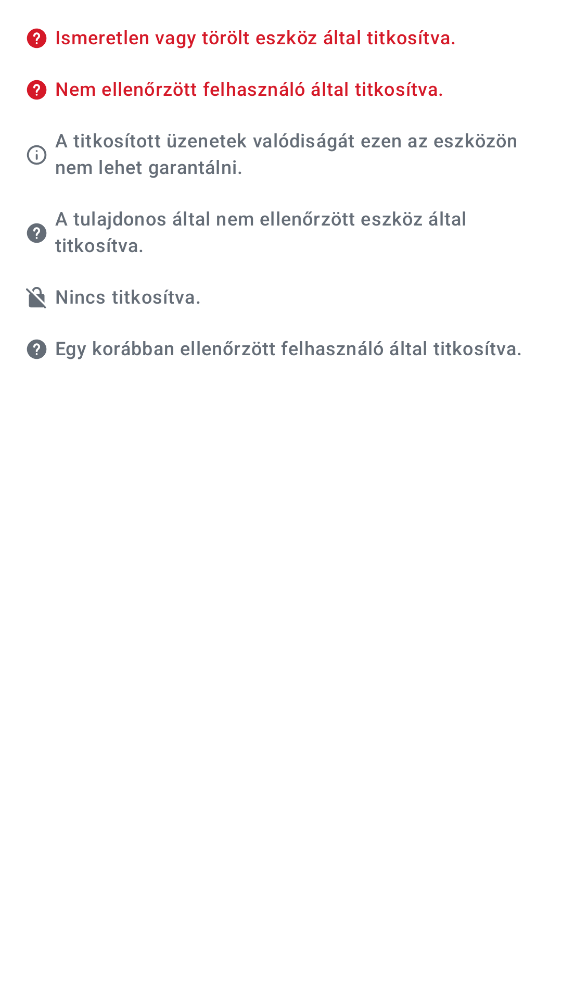 Ismeretlen vagy törölt eszköz által titkosítva.
Nem ellenőrzött felhasználó által titkosítva.
A titkosított üzenetek valódiságát ezen az eszközön
nem lehet garantálni.
A tulajdonos által nem ellenőrzött eszköz által
titkosítva.
Nincs titkosítva.
Egy korábban ellenőrzött felhasználó által titkosítva.